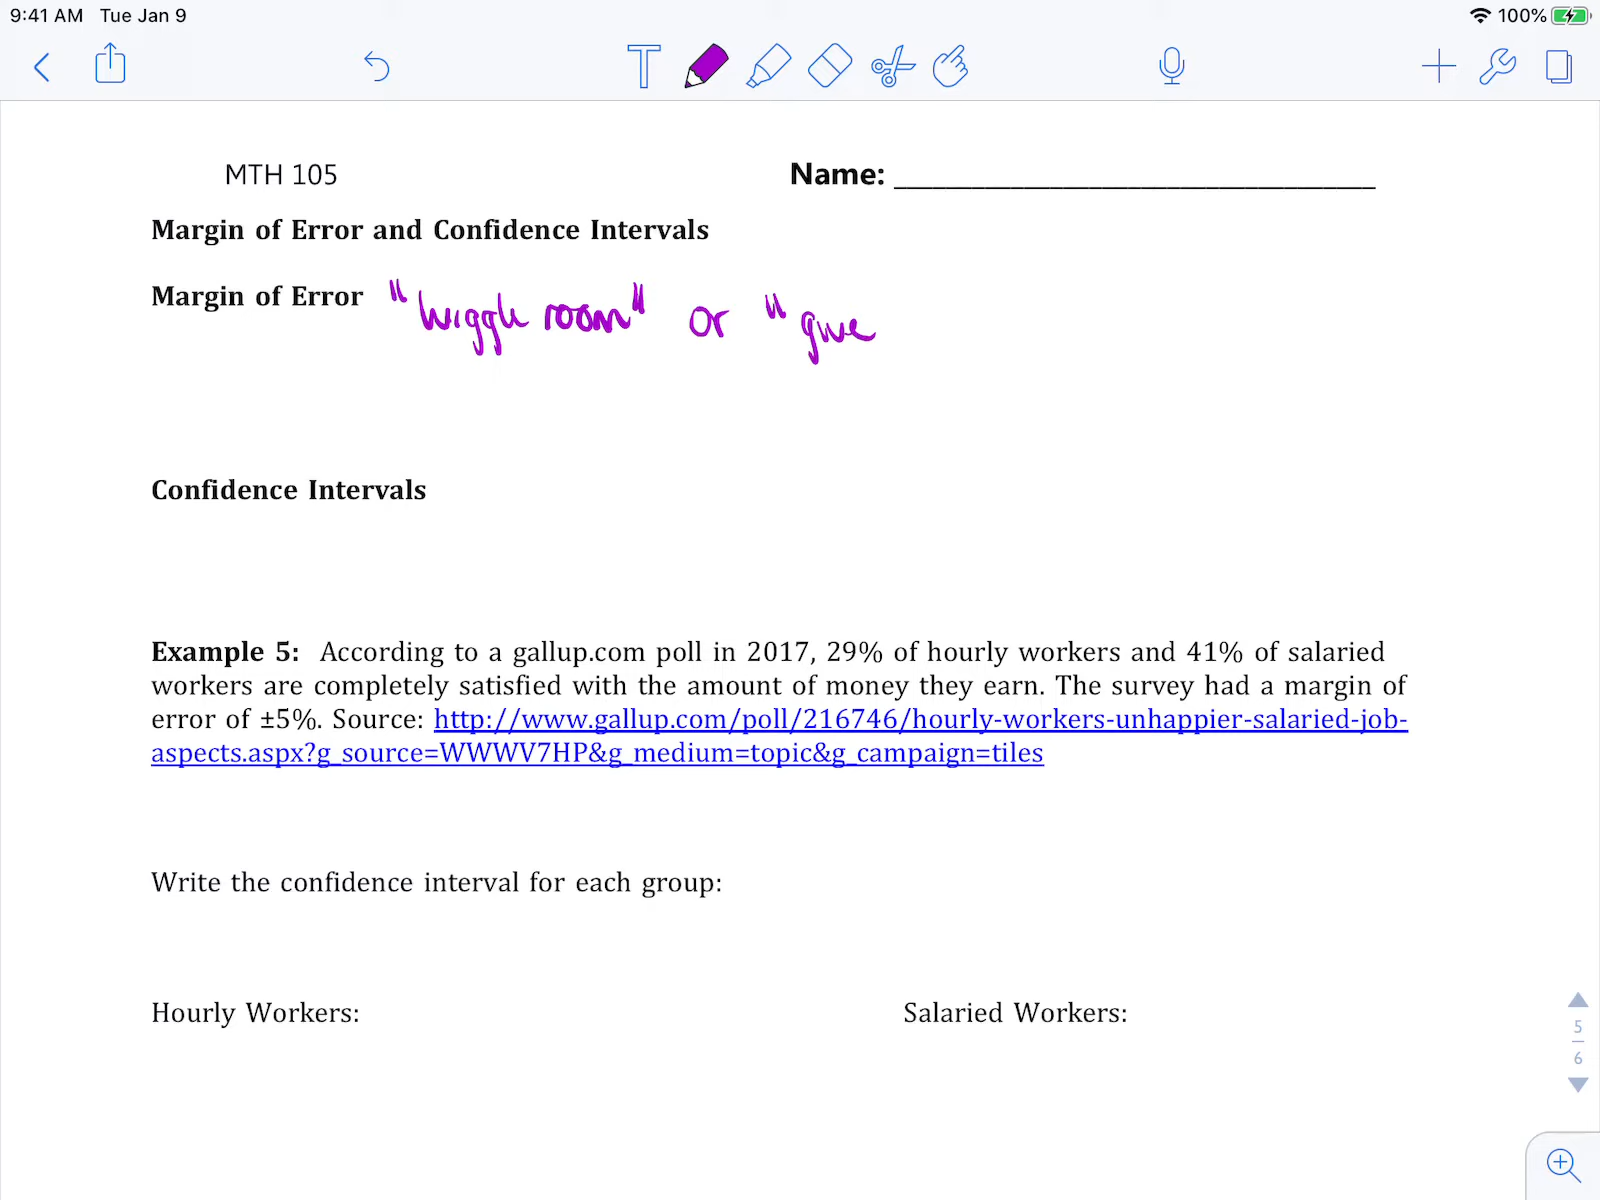 9:41 AM Tue Jan 9 100%
MTH 105 Name: ___________________________________
Margin of Error and Confidence Intervals
Margin of Error "wiggle room" or "give
Confidence Intervals
Example 5: According to a gallup.com poll in 2017, 29% of hourly workers and 41% of salaried
workers are completely satisfied with the amount of money they earn. The survey had a margin of
error of ±5%. Source: http://www.gallup.com/poll/216746/hourly-workers-unhappier-salaried-job-
aspects.aspx?g_source=WWWV7HP&g_medium=topic&g_campaign=tiles
Write the confidence interval for each group:
Hourly Workers: Salaried Workers:
5
6